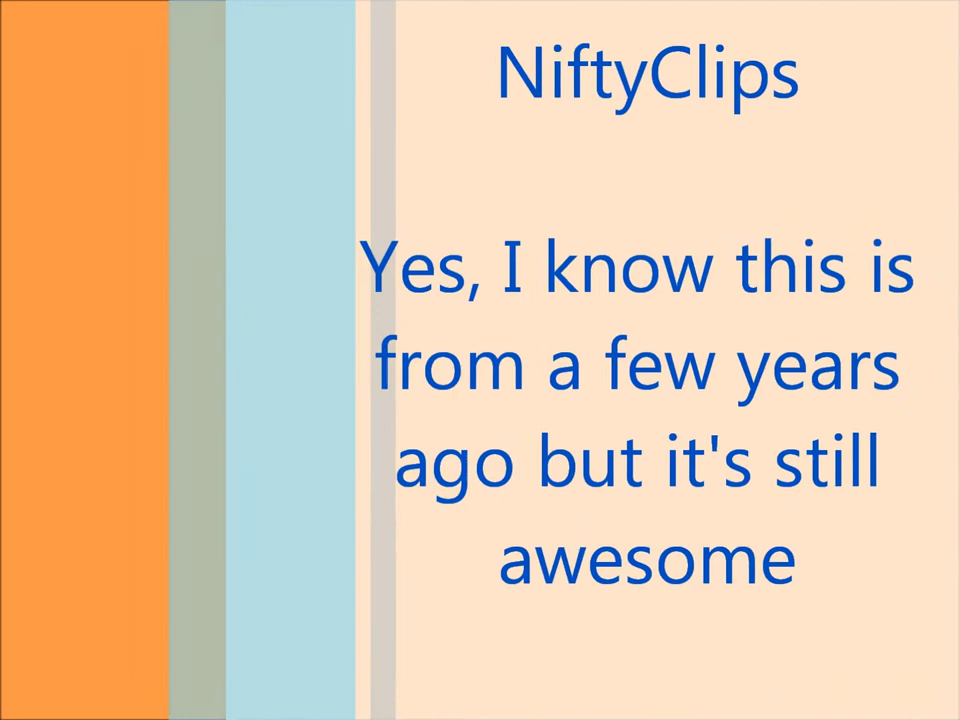 NiftyClips
Yes, I know this is
from a few years
ago but it's still
awesome